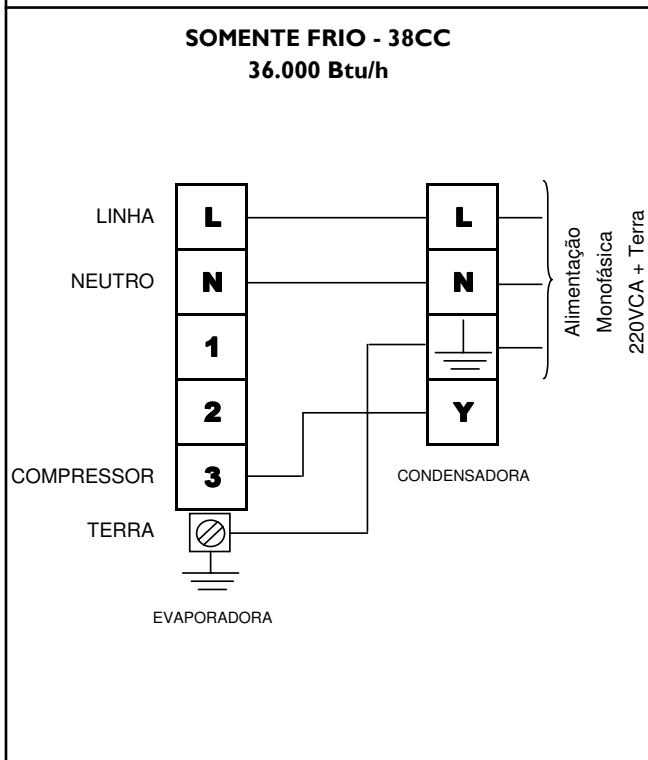 SOMENTE FRIO - 38CC
36.000 Btu/h
LINHA
L
L
NEUTRO
N
N
1
2
Y
COMPRESSOR
3
CONDENSADORA
TERRA
EVAPORADORA
Alimentação
Monofásica
220VCA + Terra